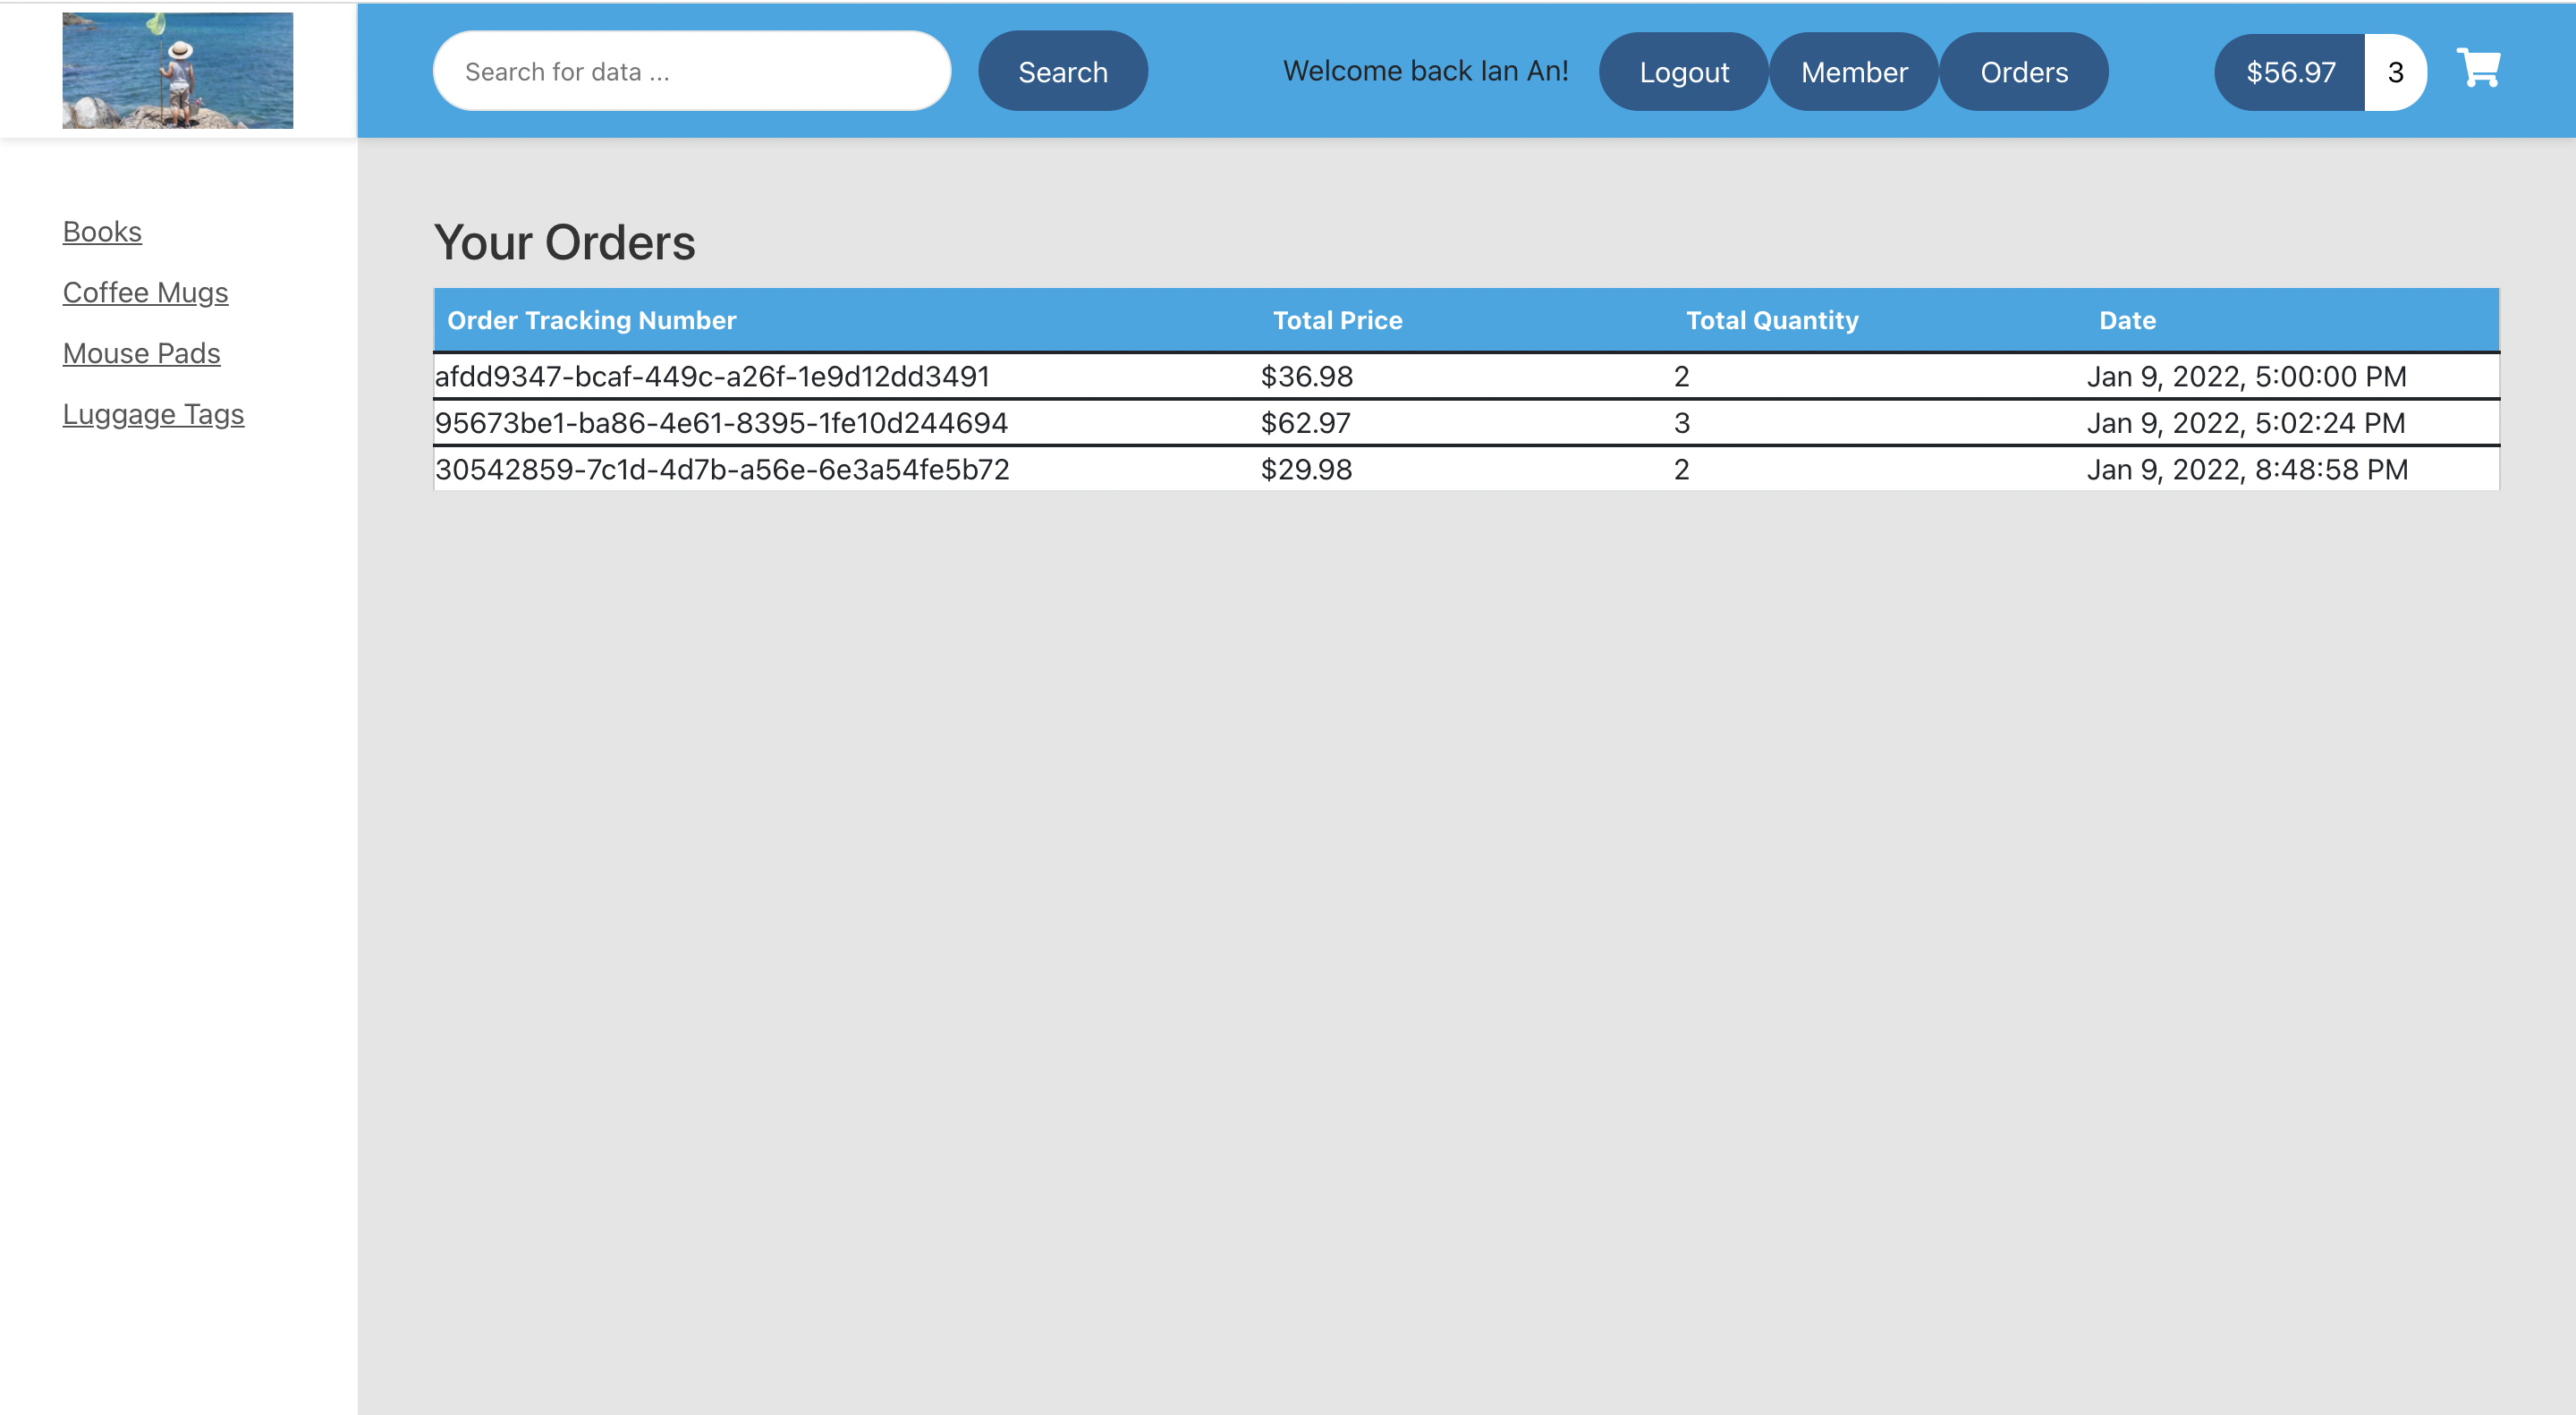 Search for data ...
Search
Welcome back Ian An!
Logout
Member
Orders
$56.97
3
Books
Coffee Mugs
Mouse Pads
Luggage Tags
Your Orders
Order Tracking Number Total Price Total Quantity Date
afdd9347-bcaf-449c-a26f-1e9d12dd3491 $36.98 2 Jan 9, 2022, 5:00:00 PM
95673be1-ba86-4e61-8395-1fe10d244694 $62.97 3 Jan 9, 2022, 5:02:24 PM
30542859-7c1d-4d7b-a56e-6e3a54fe5b72 $29.98 2 Jan 9, 2022, 8:48:58 PM